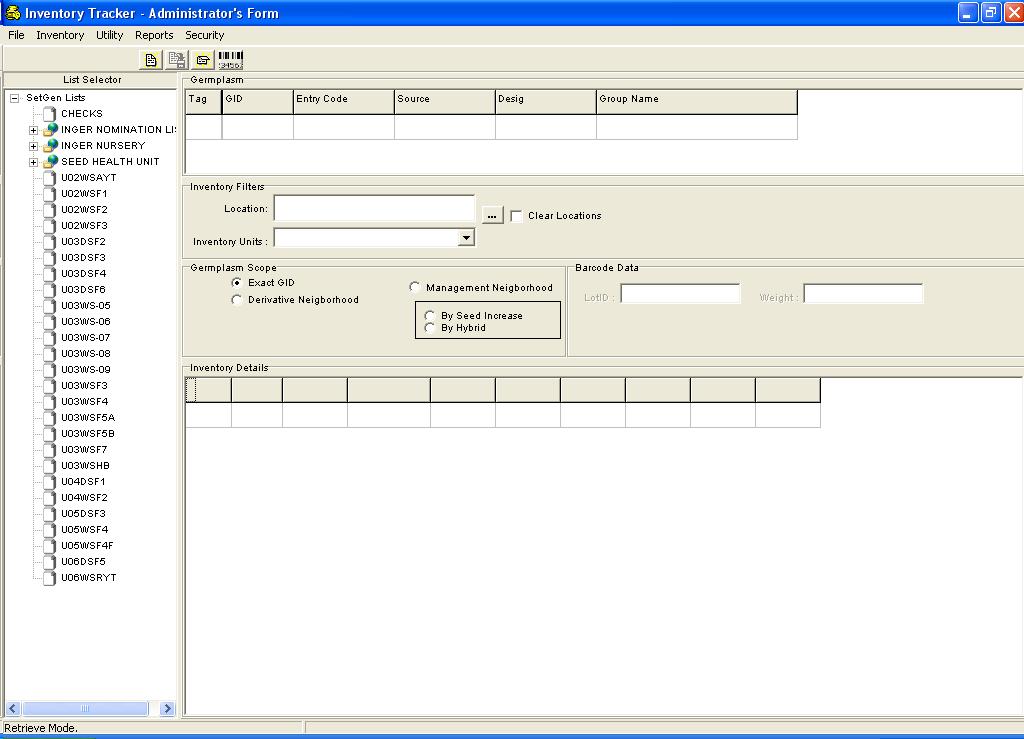 Inventory Tracker - Administrator's Form
File Inventory Utility Reports Security
3456
List Selector
SetGen Lists
CHECKS
INGER NOMINATION LI
INGER NURSERY
SEED HEALTH UNIT
U02WSAYT
U02WSF1
U02WSF2
U02WSF3
U03DSF2
U03DSF3
U03DSF4
U03DSF6
U03WS-05
U03WS-06
U03WS-07
U03WS-08
U03WS-09
U03WSF3
U03WSF4
U03WSF5A
U03WSF5B
U03WSF7
U03WSHB
U04DSF1
U04WSF2
U05DSF3
U05WSF4
U05WSF4F
U06DSF5
U06WSRYT
Germplasm
Tag GID Entry Code Source Desig Group Name
Inventory Filters
Location: ... Clear Locations
Inventory Units :
Germplasm Scope
Exact GID
Derivative Neigborhood
Management Neigborhood
By Seed Increase
By Hybrid
Barcode Data
LotID : Weight :
Inventory Details
Retrieve Mode.